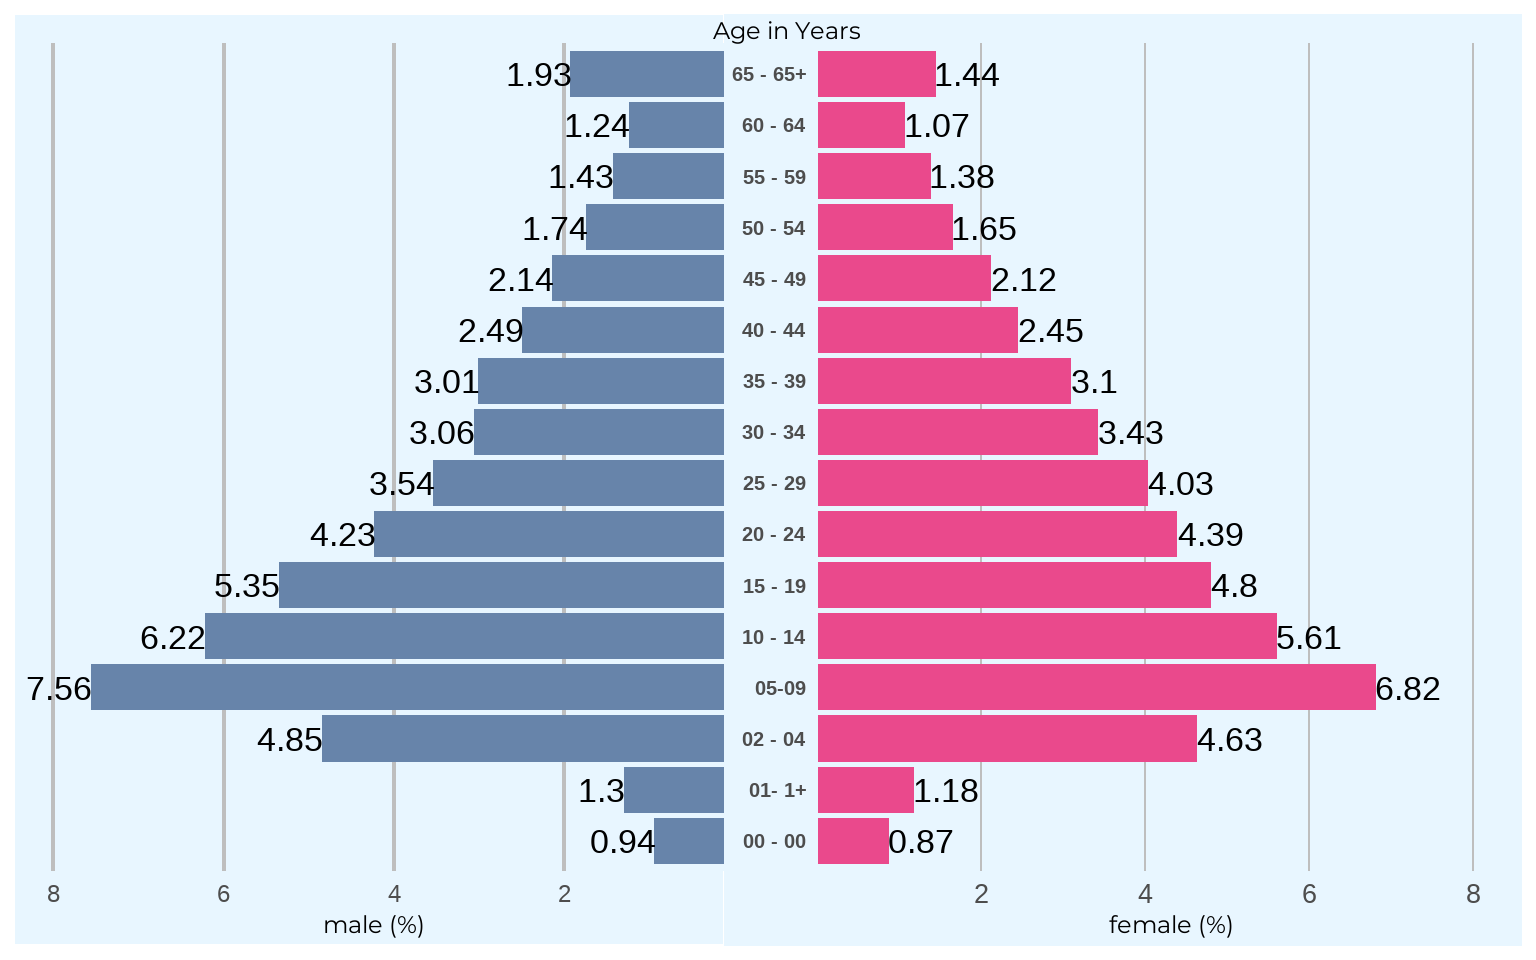 Age in Years
1.93 65 - 65+ 1.44
1.24 60 - 64 1.07
1.43 55 - 59 1.38
1.74 50 - 54 1.65
2.14 45 - 49 2.12
2.49 40 - 44 2.45
3.01 35 - 39 3.1
3.06 30 - 34 3.43
3.54 25 - 29 4.03
4.23 20 - 24 4.39
5.35 15 - 19 4.8
6.22 10 - 14 5.61
7.56 05-09 6.82
4.85 02 - 04 4.63
1.3 01- 1+ 1.18
0.94 00 - 00 0.87
8 6 4 2 2 4 6 8
male (%) female (%)